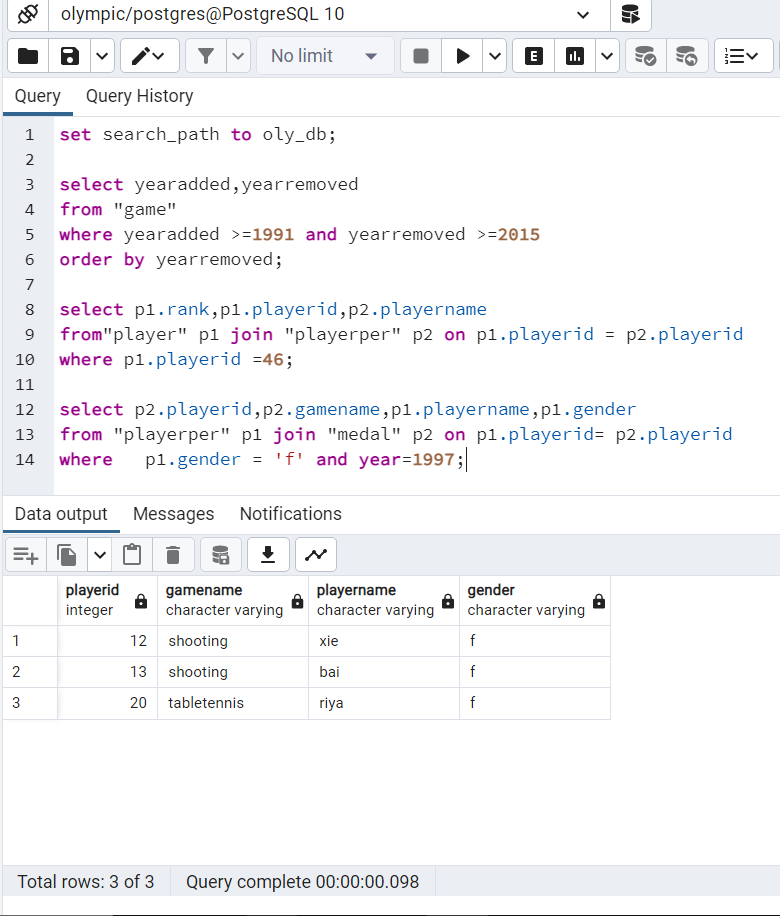 olympic/postgres@PostgreSQL 10
No limit
E
Query Query History
1 set search_path to oly_db;
2
3 select yearadded,yearremoved
4 from "game"
5 where yearadded >=1991 and yearremoved >=2015
6 order by yearremoved;
7
8 select p1.rank,p1.playerid,p2.playername
9 from"player" p1 join "playerper" p2 on p1.playerid = p2.playerid
10 where p1.playerid =46;
11
12 select p2.playerid,p2.gamename,p1.playername,p1.gender
13 from "playerper" p1 join "medal" p2 on p1.playerid= p2.playerid
14 where   p1.gender = 'f' and year=1997;
Data output Messages Notifications
playerid gamename playername gender
integer character varying character varying character varying
1 12 shooting xie f
2 13 shooting bai f
3 20 tabletennis riya f
Total rows: 3 of 3 Query complete 00:00:00.098